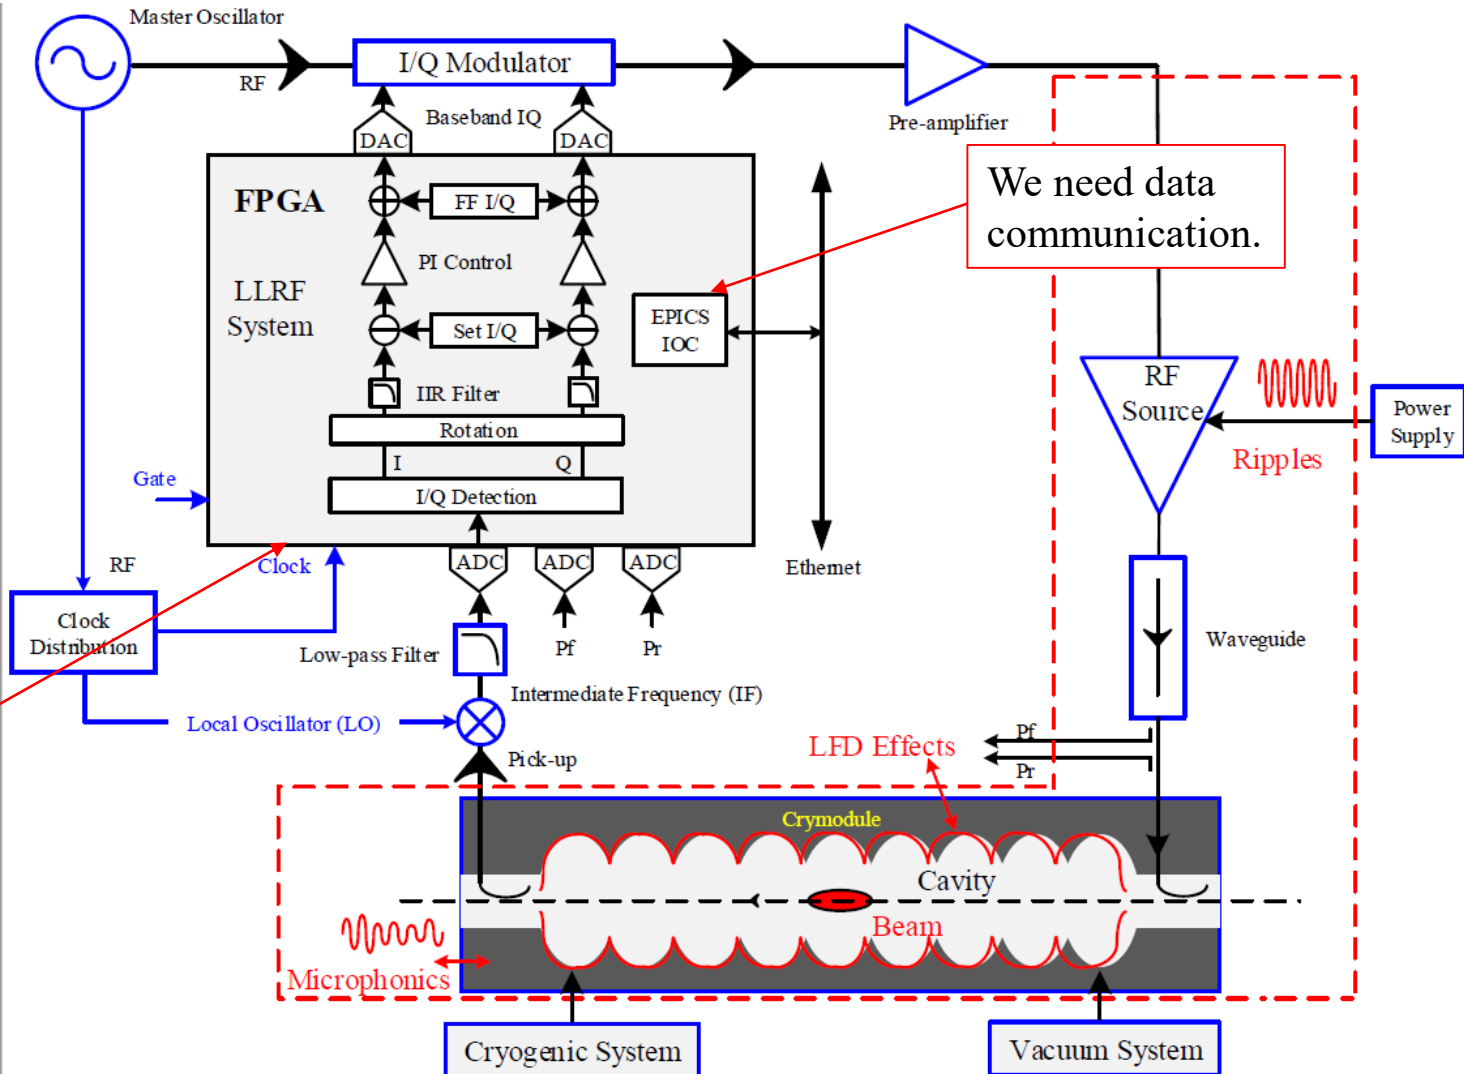 Master Oscillator
RF
I/Q Modulator
Pre-amplifier
Baseband IQ
DAC
DAC
FPGA
FF I/Q
We need data
communication.
PI Control
LLRF
System
Set I/Q
EPICS
IOC
IIR Filter
Rotation
I
Q
I/Q Detection
Gate
RF
Source
Power
Supply
Ripples
RF
Clock
ADC
ADC
ADC
Ethernet
Clock
Distribution
Low-pass Filter
Pf
Pr
Waveguide
Intermediate Frequency (IF)
Local Oscillator (LO)
Pick-up
LFD Effects
Pf
Pr
Crymodule
Cavity
Beam
Microphonics
Cryogenic System
Vacuum System